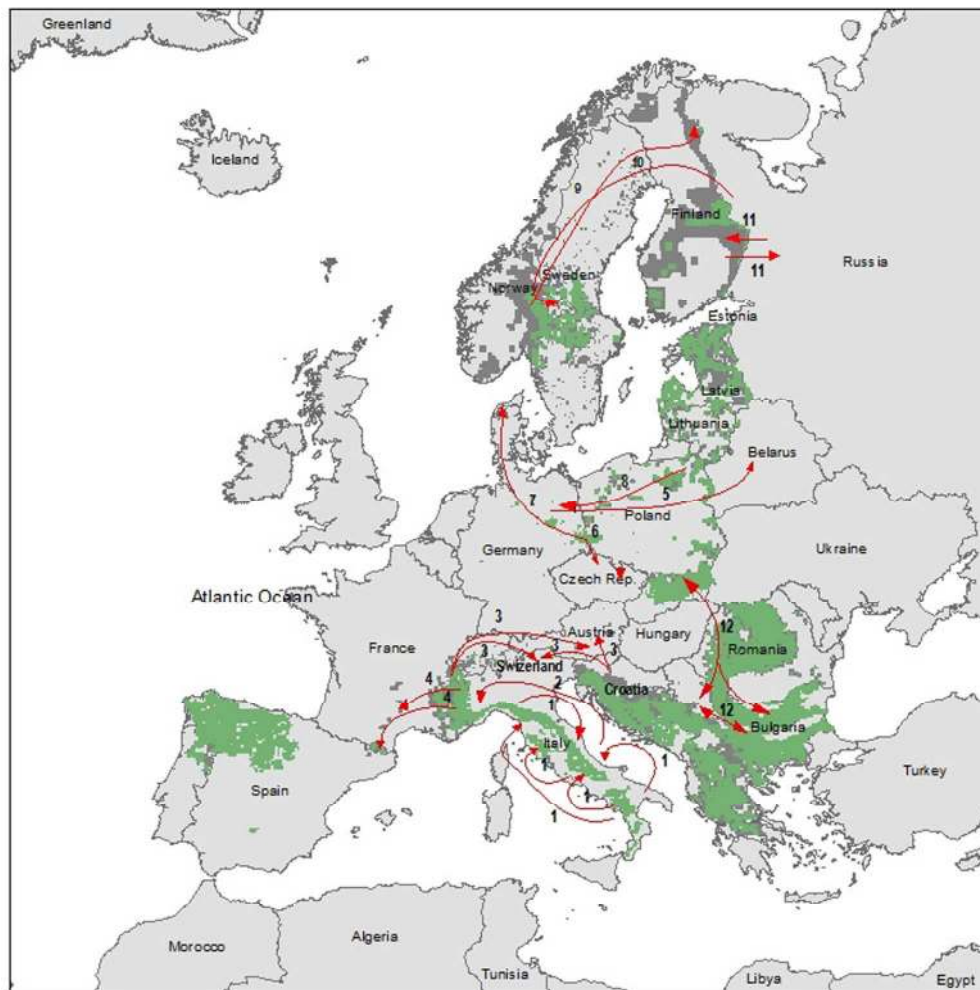 Greenland
Iceland
10
9
Finland
11
Russia
11
Sweden
Norway
Estonia
Latvia
Lithuania
Belarus
8
5
7
Poland
6
Germany
Ukraine
Czech Rep.
Atlantic Ocean
3
Austria
Hungary
12
Romania
France
3
3
3
Swizerland
4
2
Croatia
4
1
12
Bulgaria
Italy
1
1
Turkey
Spain
1
1
Morocco
Algeria
Tunisia
Libya
Egypt